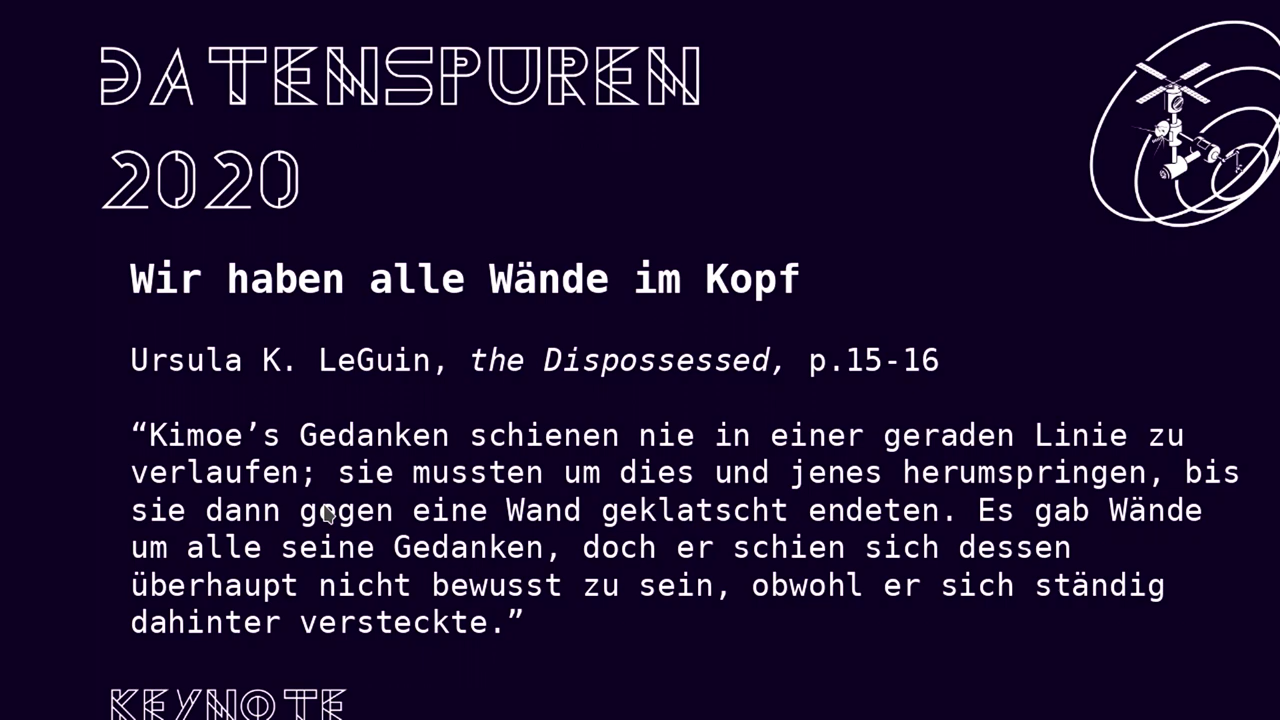 DATENSPUREN
2020
Wir haben alle Wände im Kopf
Ursula K. LeGuin, the Dispossessed, p.15-16
“Kimoe’s Gedanken schienen nie in einer geraden Linie zu
verlaufen; sie mussten um dies und jenes herumspringen, bis
sie dann gegen eine Wand geklatscht endeten. Es gab Wände
um alle seine Gedanken, doch er schien sich dessen
überhaupt nicht bewusst zu sein, obwohl er sich ständig
dahinter versteckte.”
KEYNOTE